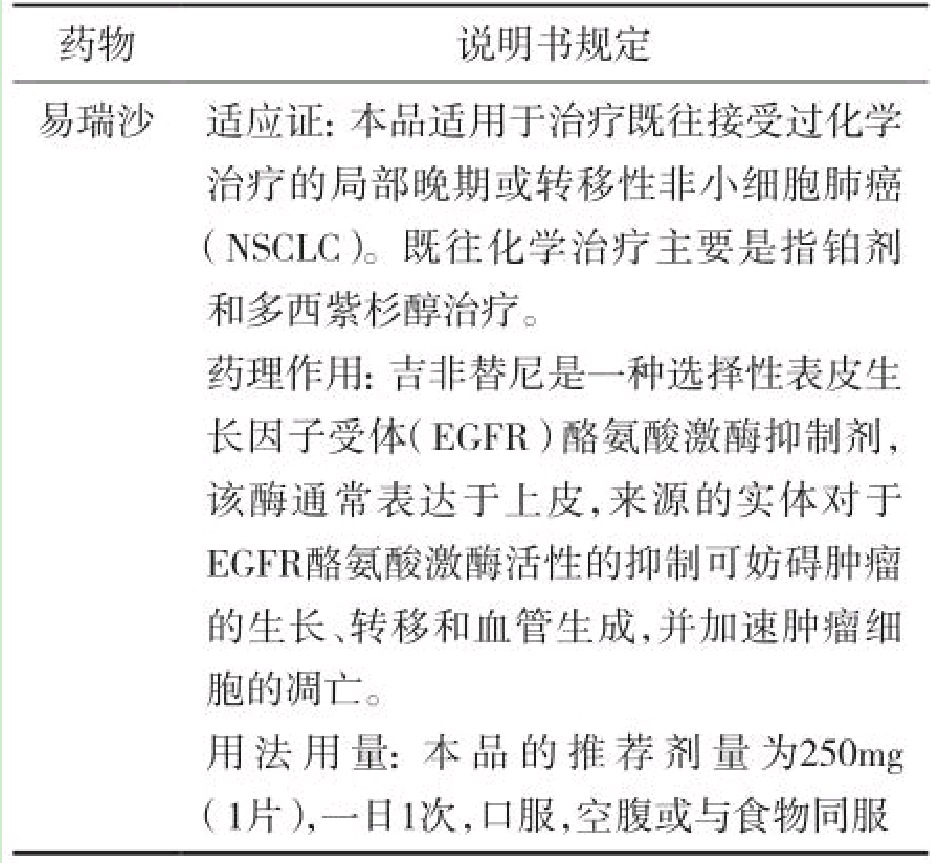 药物 说明书规定
易瑞沙 适应证：本品适用于治疗既往接受过化学
治疗的局部晚期或转移性非小细胞肺癌
(NSCLC)。既往化学治疗主要是指铂剂
和多西紫杉醇治疗。
药理作用：吉非替尼是一种选择性表皮生
长因子受体(EGFR)酪氨酸激酶抑制剂，
该酶通常表达于上皮，来源的实体对于
EGFR酪氨酸激酶活性的抑制可妨碍肿瘤
的生长、转移和血管生成，并加速肿瘤细
胞的凋亡。
用法用量：本品的推荐剂量为250mg
(1片)，一日1次，口服，空腹或与食物同服